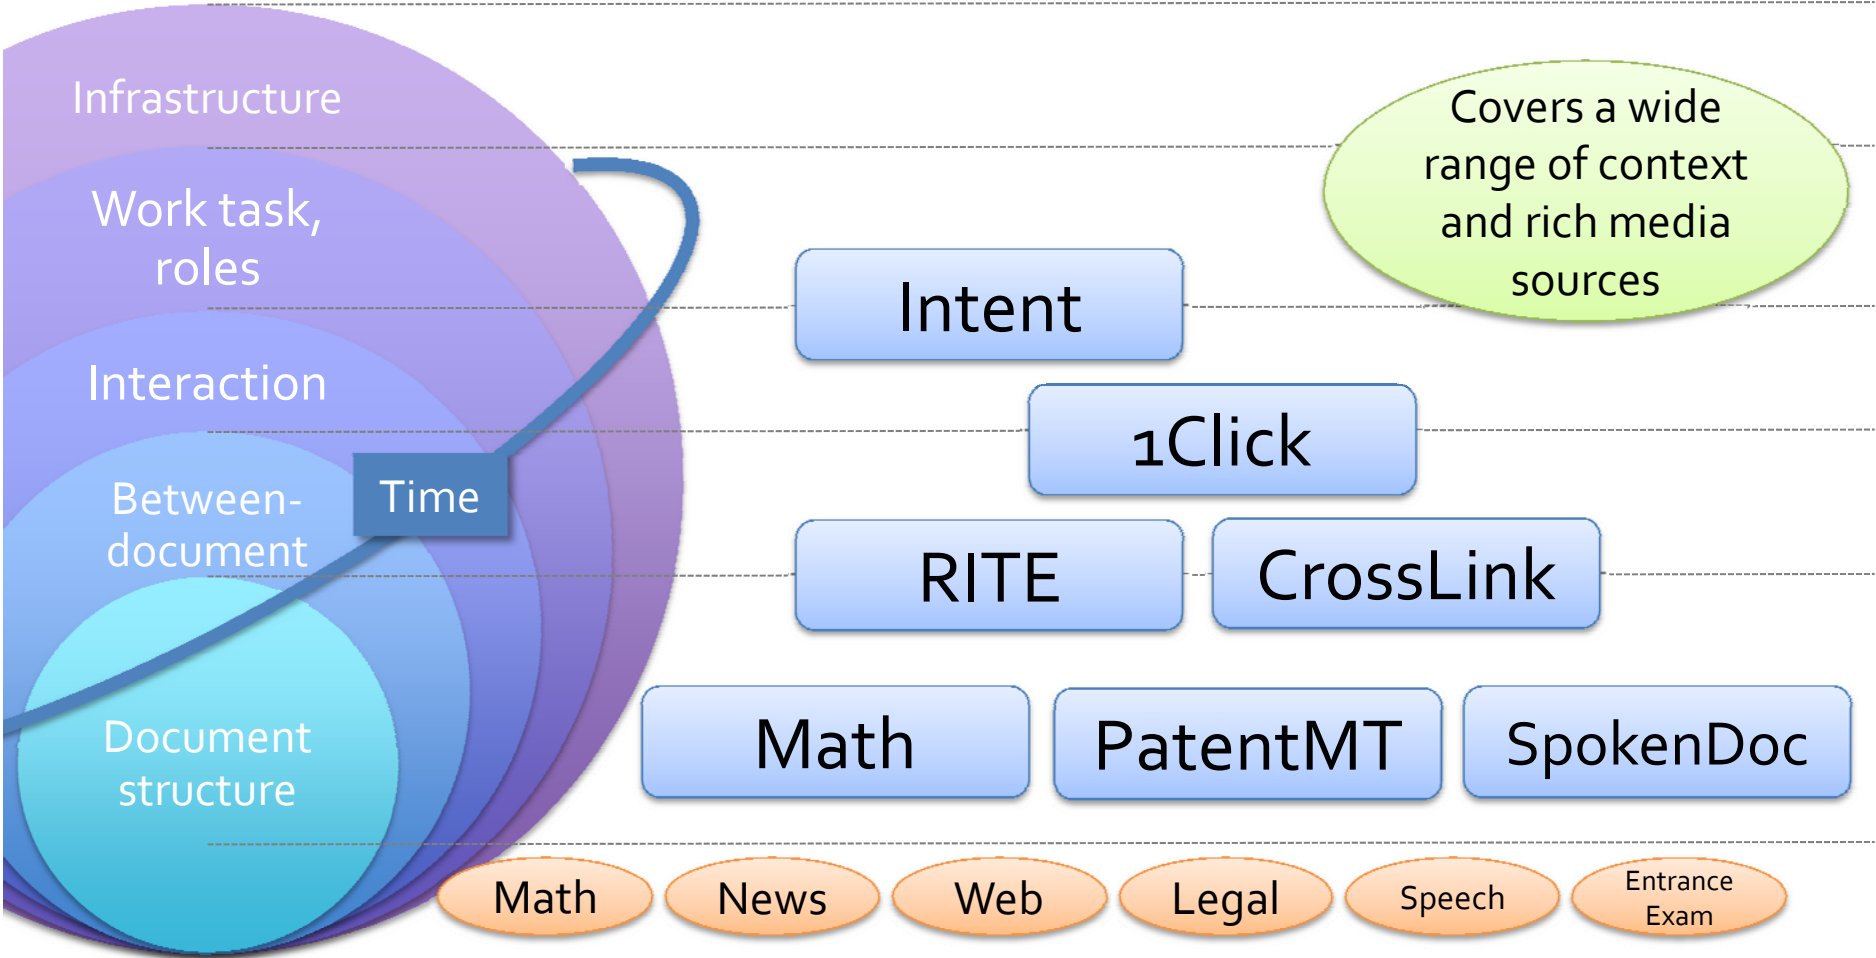 Infrastructure
Work task,
roles
Interaction
Between-
document
Time
Document
structure
Covers a wide
range of context
and rich media
sources
Intent
1Click
RITE
CrossLink
Math
PatentMT
SpokenDoc
Math
News
Web
Legal
Speech
Entrance
Exam